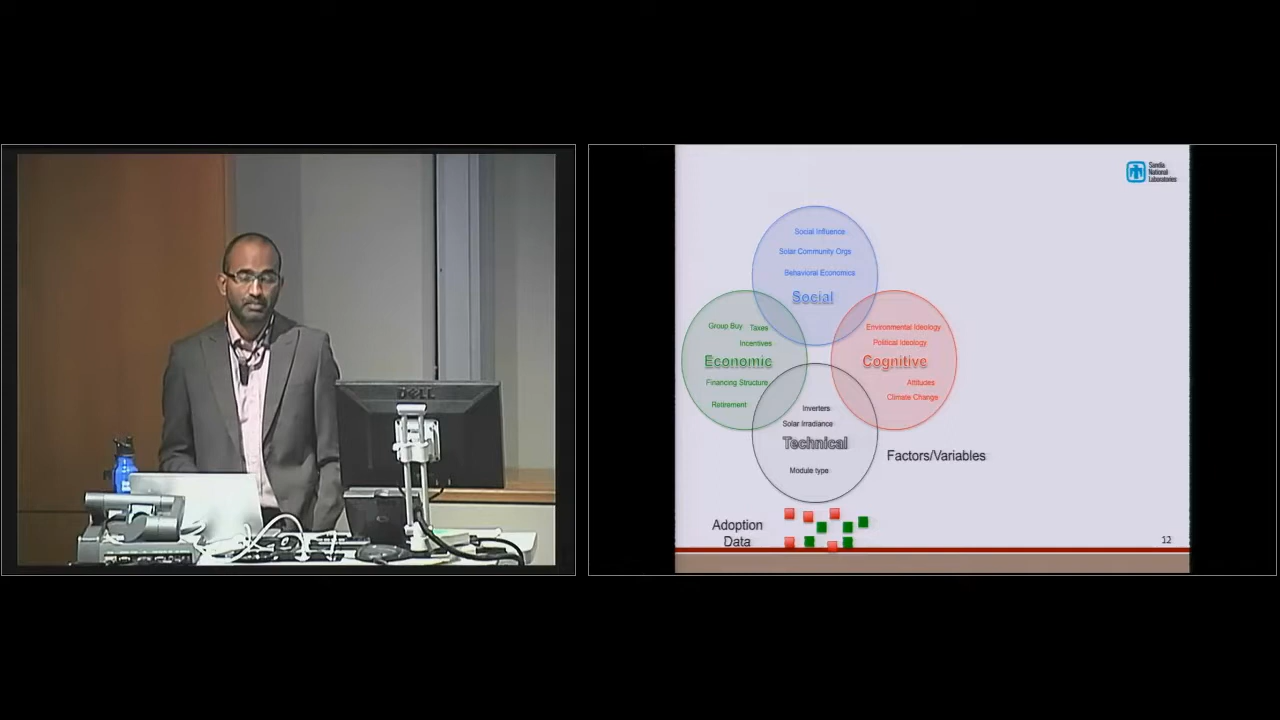 Sandia
National
Laboratories
Social Influence
Solar Community Orgs
Behavioral Economics
Social
Group Buy Taxes
Incentives
Economic
Financing Structure
Retirement
Environmental Ideology
Political Ideology
Cognitive
Attitudes
Climate Change
Inverters
Solar Irradiance
Technical
Module type
Factors/Variables
Adoption
Data
12
DELL